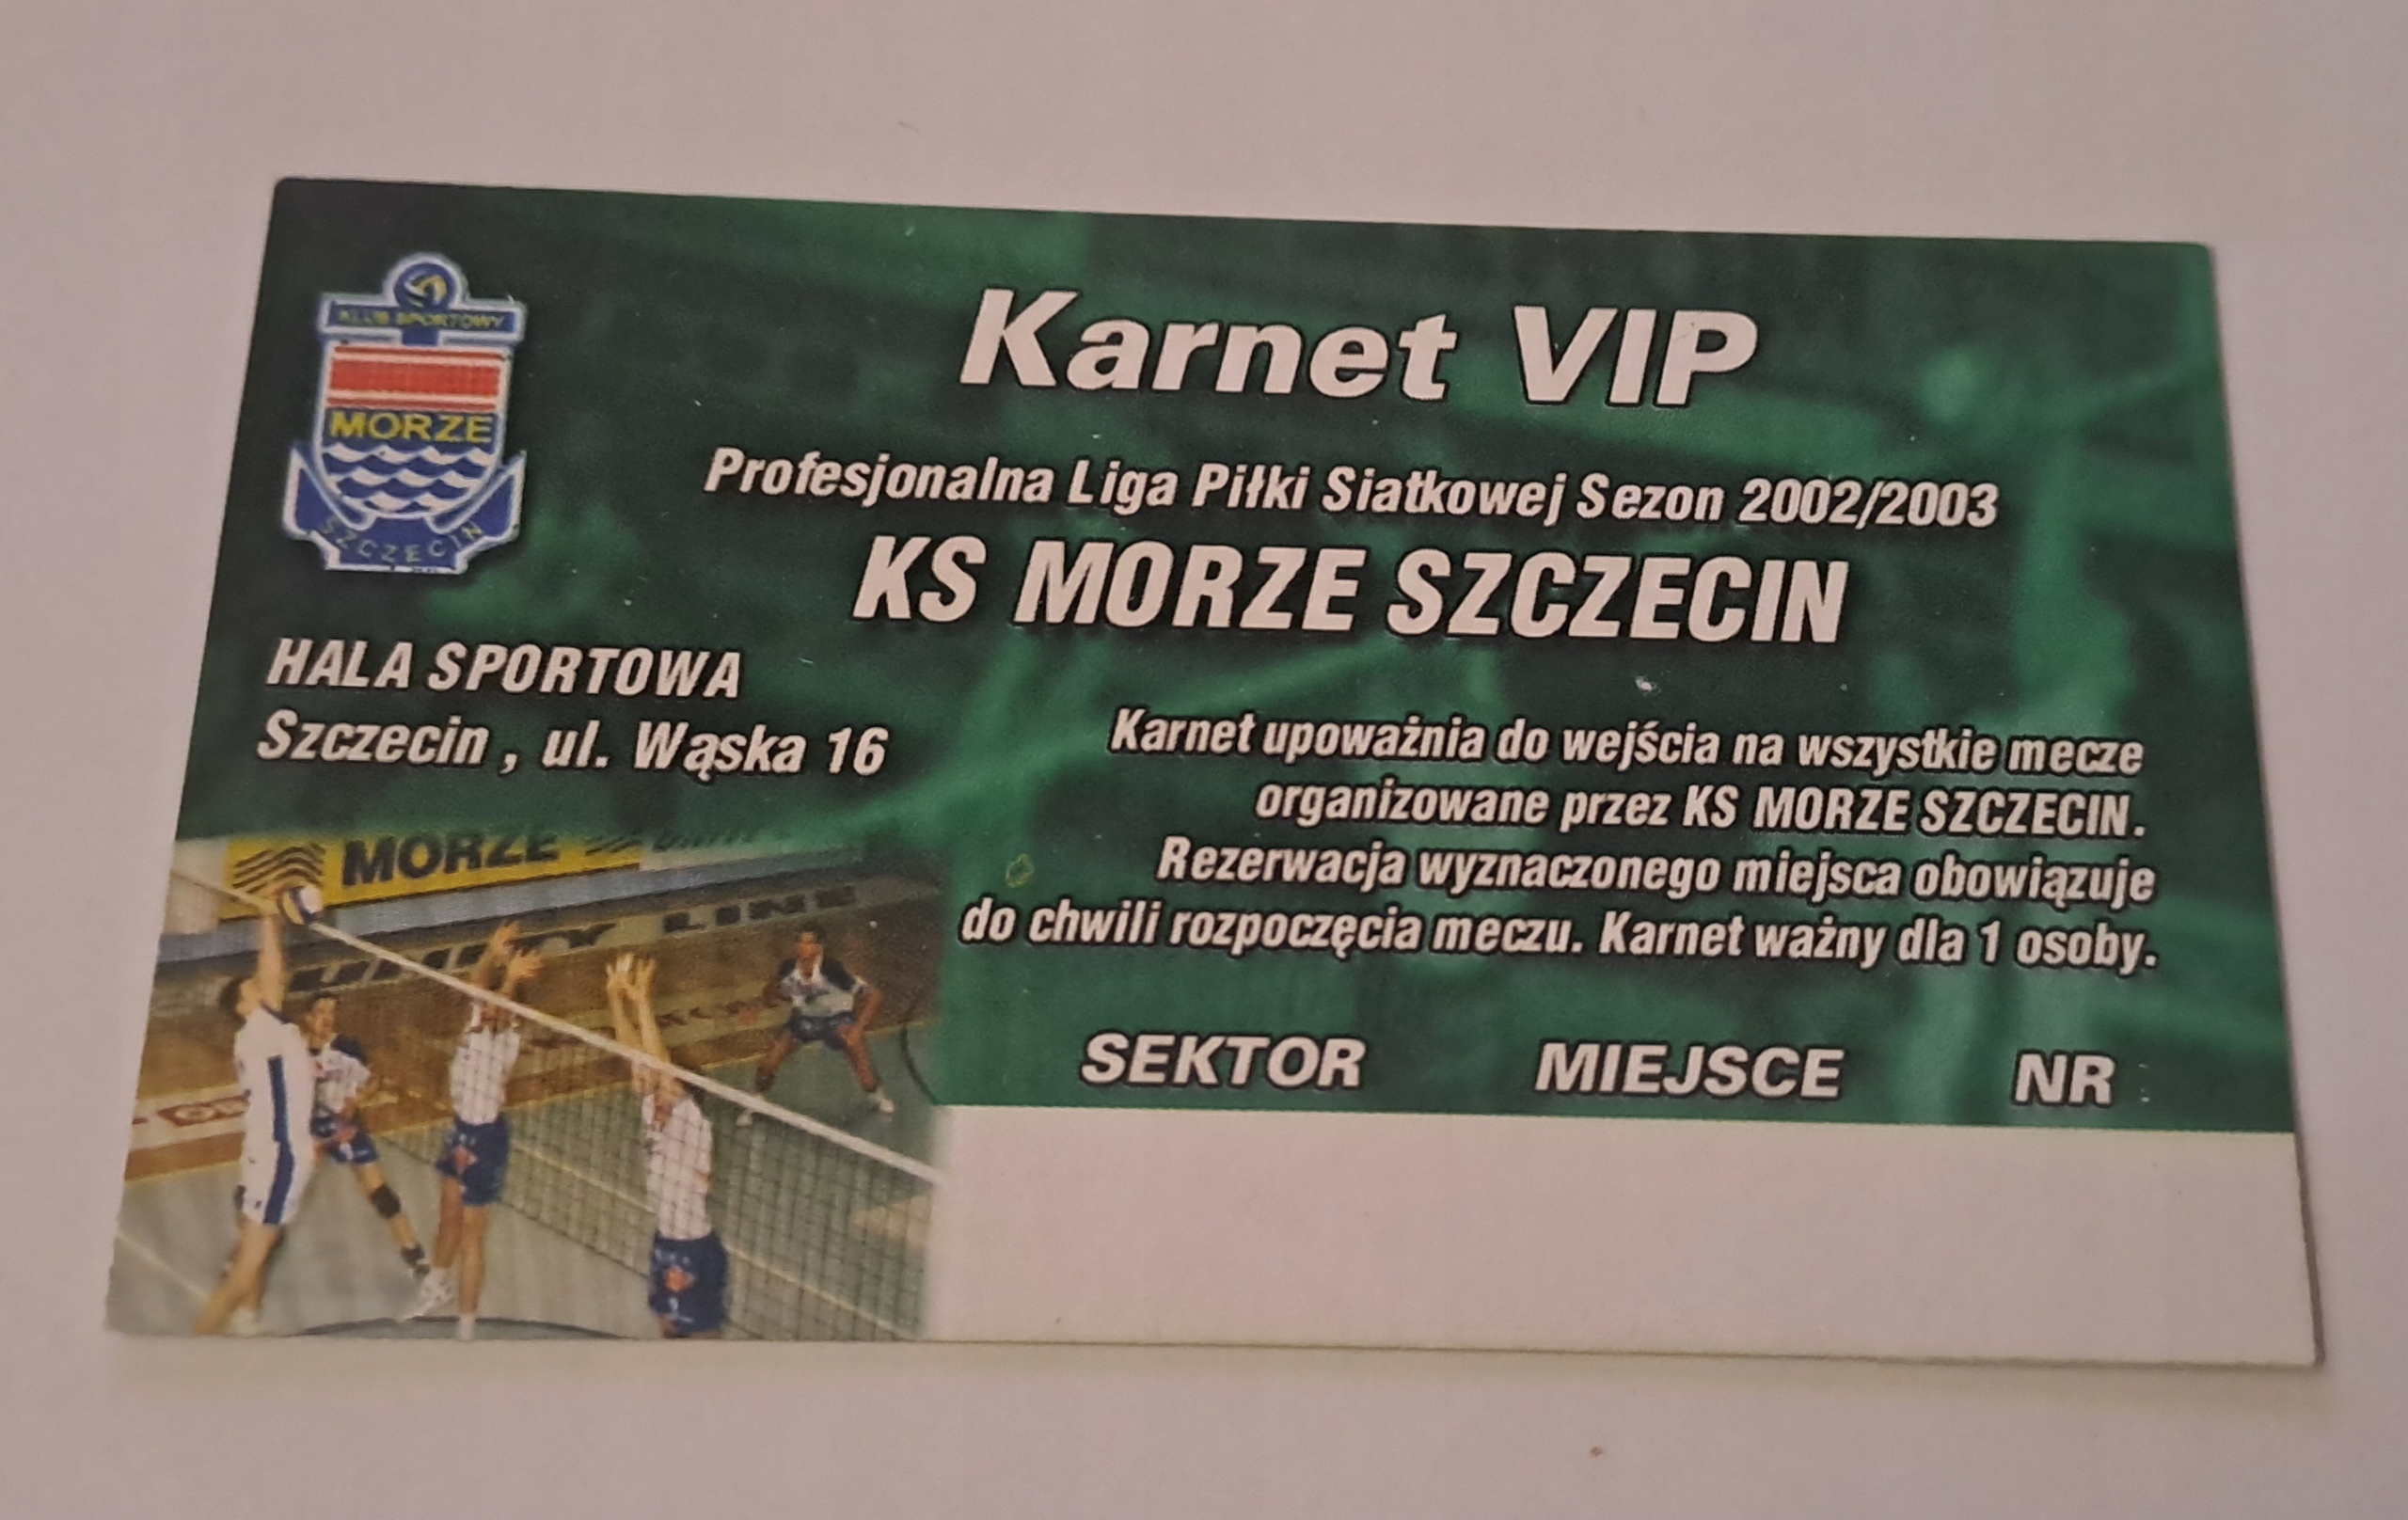 KLUB SPORTOWY
MORZE
SZCZECIN
Karnet VIP
Profesjonalna Liga Piłki Siatkowej Sezon 2002/2003
KS MORZE SZCZECIN
HALA SPORTOWA
Szczecin , ul. Wąska 16
Karnet upoważnia do wejścia na wszystkie mecze
organizowane przez KS MORZE SZCZECIN.
Rezerwacja wyznaczonego miejsca obowiązuje
do chwili rozpoczęcia meczu. Karnet ważny dla 1 osoby.
SEKTOR MIEJSCE NR :
MORZE
LINE